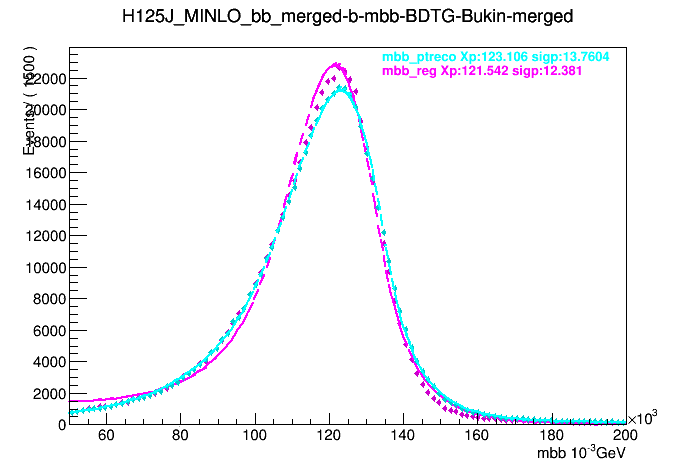 H125J_MINLO_bb_merged-b-mbb-BDTG-Bukin-merged
mbb_ptreco Xp:123.106 sigp:13.7604
mbb_reg Xp:121.542 sigp:12.381
Events / ( 1500 )
22000
20000
18000
16000
14000
12000
10000
8000
6000
4000
2000
0
60 80 100 120 140 160 180 200
×10³
mbb 10⁻³GeV